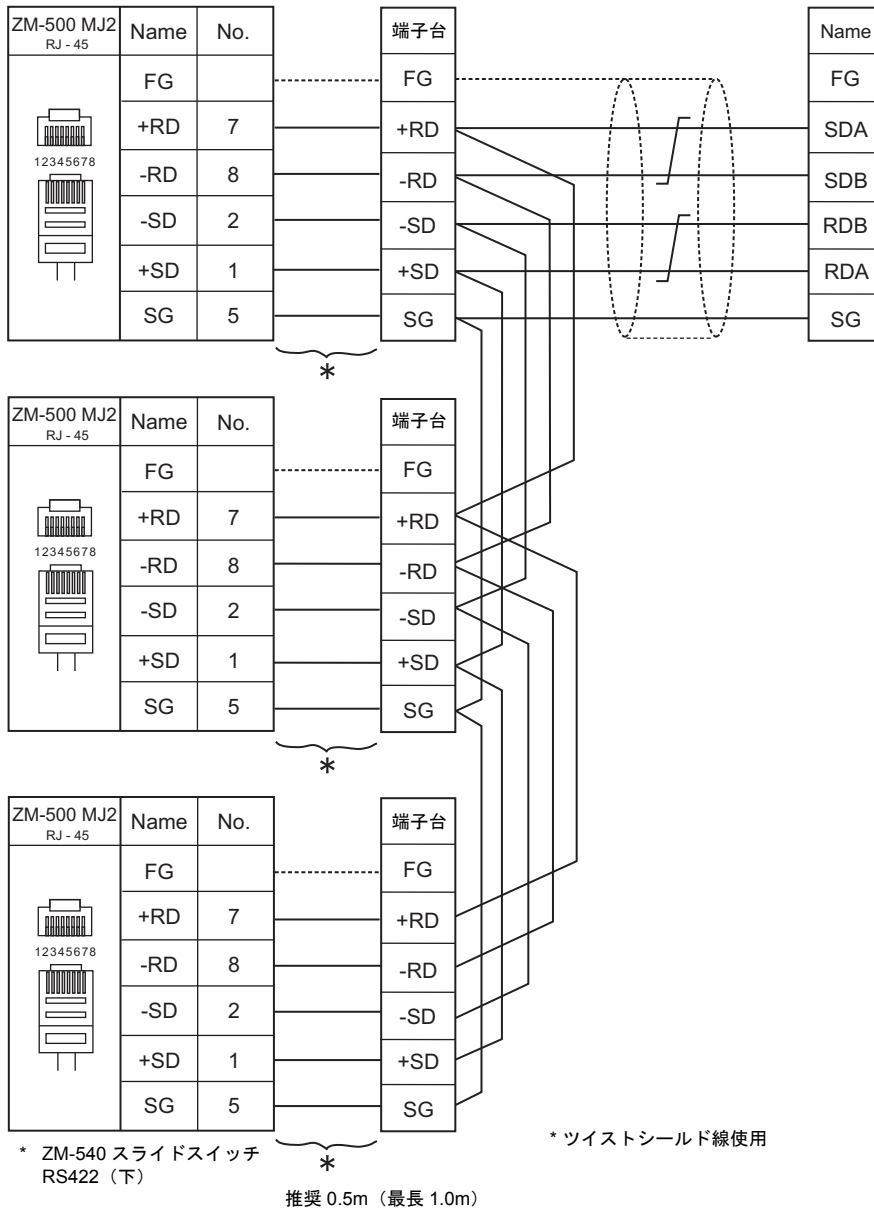 ZM-500 MJ2 Name No. 端子台 Name
RJ - 45
FG FG FG
+RD 7 +RD SDA
12345678
-RD 8 -RD SDB
-SD 2 -SD RDB
+SD 1 +SD RDA
SG 5 SG SG
*
ZM-500 MJ2 Name No. 端子台
RJ - 45
FG FG
+RD 7 +RD
12345678
-RD 8 -RD
-SD 2 -SD
+SD 1 +SD
SG 5 SG
*
ZM-500 MJ2 Name No. 端子台
RJ - 45
FG FG
+RD 7 +RD
12345678
-RD 8 -RD
-SD 2 -SD
+SD 1 +SD
SG 5 SG
* ZM-540 スライドスイッチ
RS422(下)
*
* ツイストシールド線使用
推奨 0.5m(最長 1.0m)